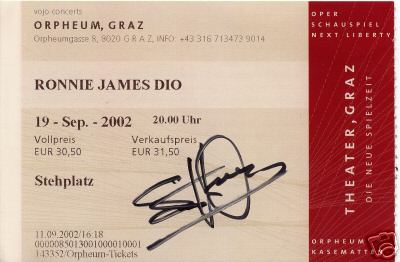 vojo concerts
ORPHEUM, GRAZ
Orpheumgasse 8, 8020 G R A Z, INFO: +43 316 713473 9014
RONNIE JAMES DIO
19 - Sep. - 2002 20.00 Uhr
Vollpreis Verkaufspreis
EUR 30,50 EUR 31,50
Stehplatz
11.09.2002/16:18
00000850130010001 0001
143352/Orpheum-Tickets
OPER
SCHAUSPIEL
NEXT LIBERTY
THEATER, GRAZ
DIE NEUE SPIELZEIT
ORPHEUM
KASEMATTEN